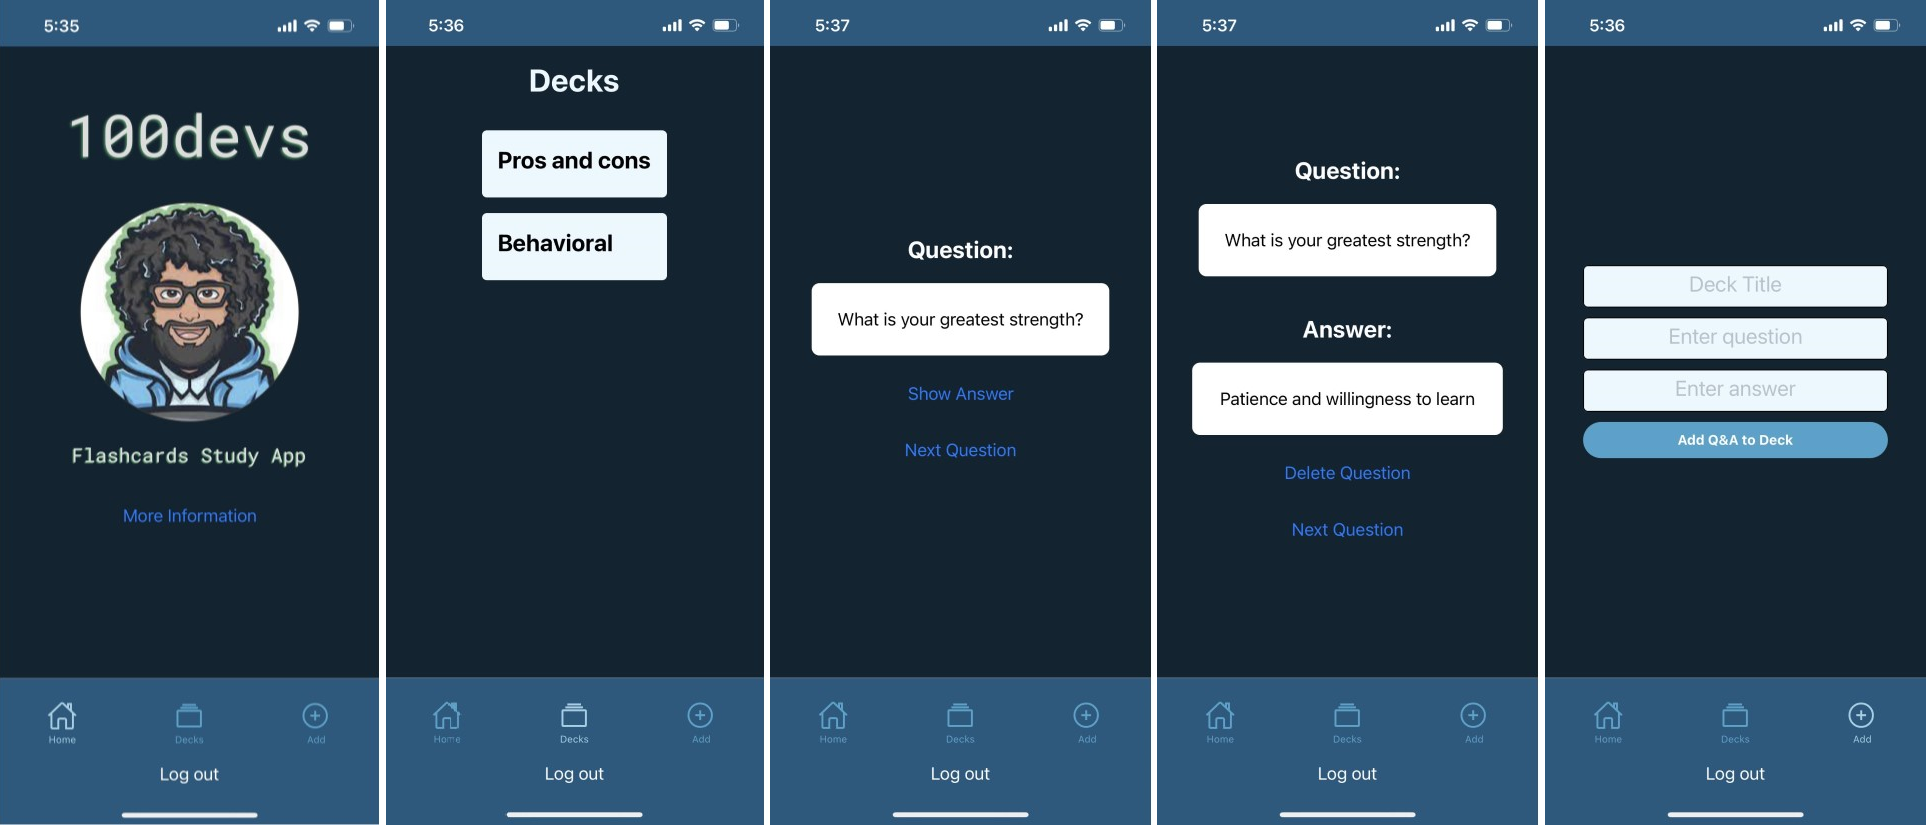 5:35
100devs
Flashcards Study App
More Information
Home
Decks
Add
Log out
5:36
Decks
Pros and cons
Behavioral
Home
Decks
Add
Log out
5:37
Question:
What is your greatest strength?
Show Answer
Next Question
Home
Decks
Add
Log out
5:37
Question:
What is your greatest strength?
Answer:
Patience and willingness to learn
Delete Question
Next Question
Home
Decks
Add
Log out
5:36
Deck Title
Enter question
Enter answer
Add Q&A to Deck
Home
Decks
Add
Log out